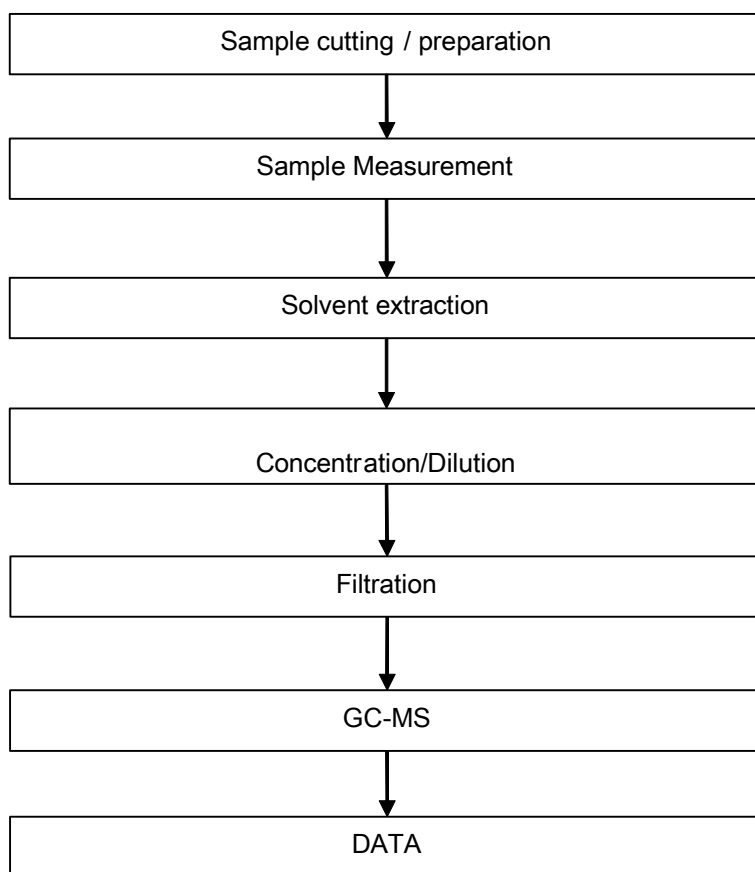 Sample cutting / preparation
Sample Measurement
Solvent extraction
Concentration/Dilution
Filtration
GC-MS
DATA